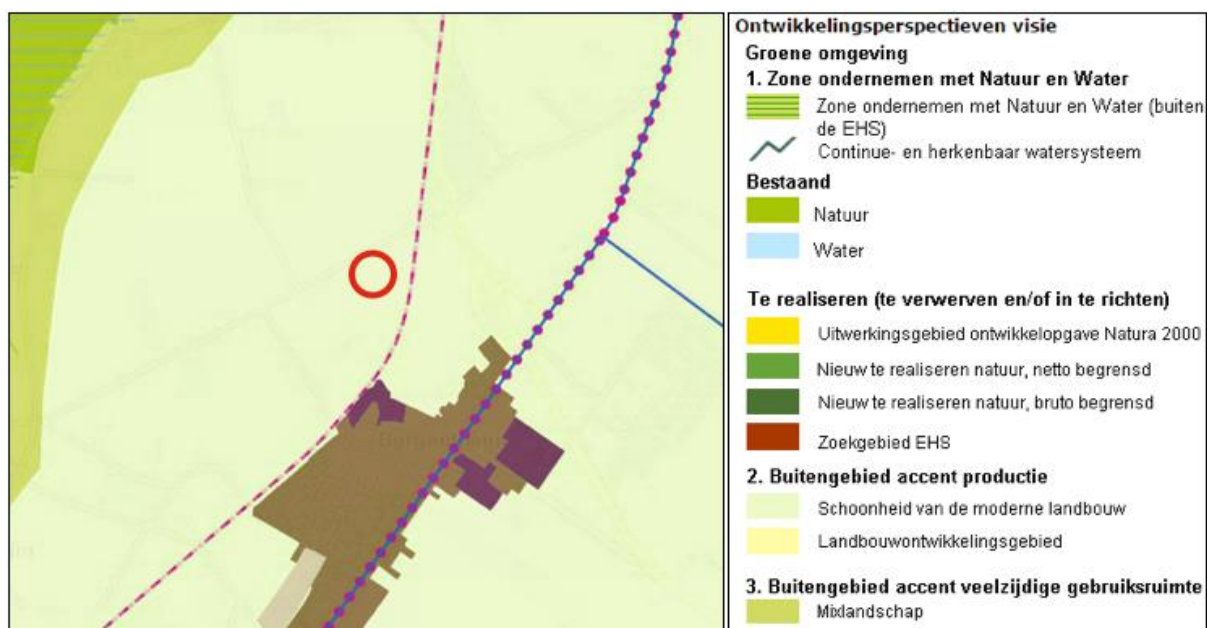 Ontwikkelingsperspectieven visie
Groene omgeving
1. Zone ondernemen met Natuur en Water
Zone ondernemen met Natuur en Water (buiten
de EHS)
Continue- en herkenbaar watersysteem
Bestaand
Natuur
Water
Te realiseren (te verwerven en/of in te richten)
Uitwerkingsgebied ontwikkelopgave Natura 2000
Nieuw te realiseren natuur, netto begrensd
Nieuw te realiseren natuur, bruto begrensd
Zoekgebied EHS
2. Buitengebied accent productie
Schoonheid van de moderne landbouw
Landbouwontwikkelingsgebied
3. Buitengebied accent veelzijdige gebruiksruimte
Mixlandschap